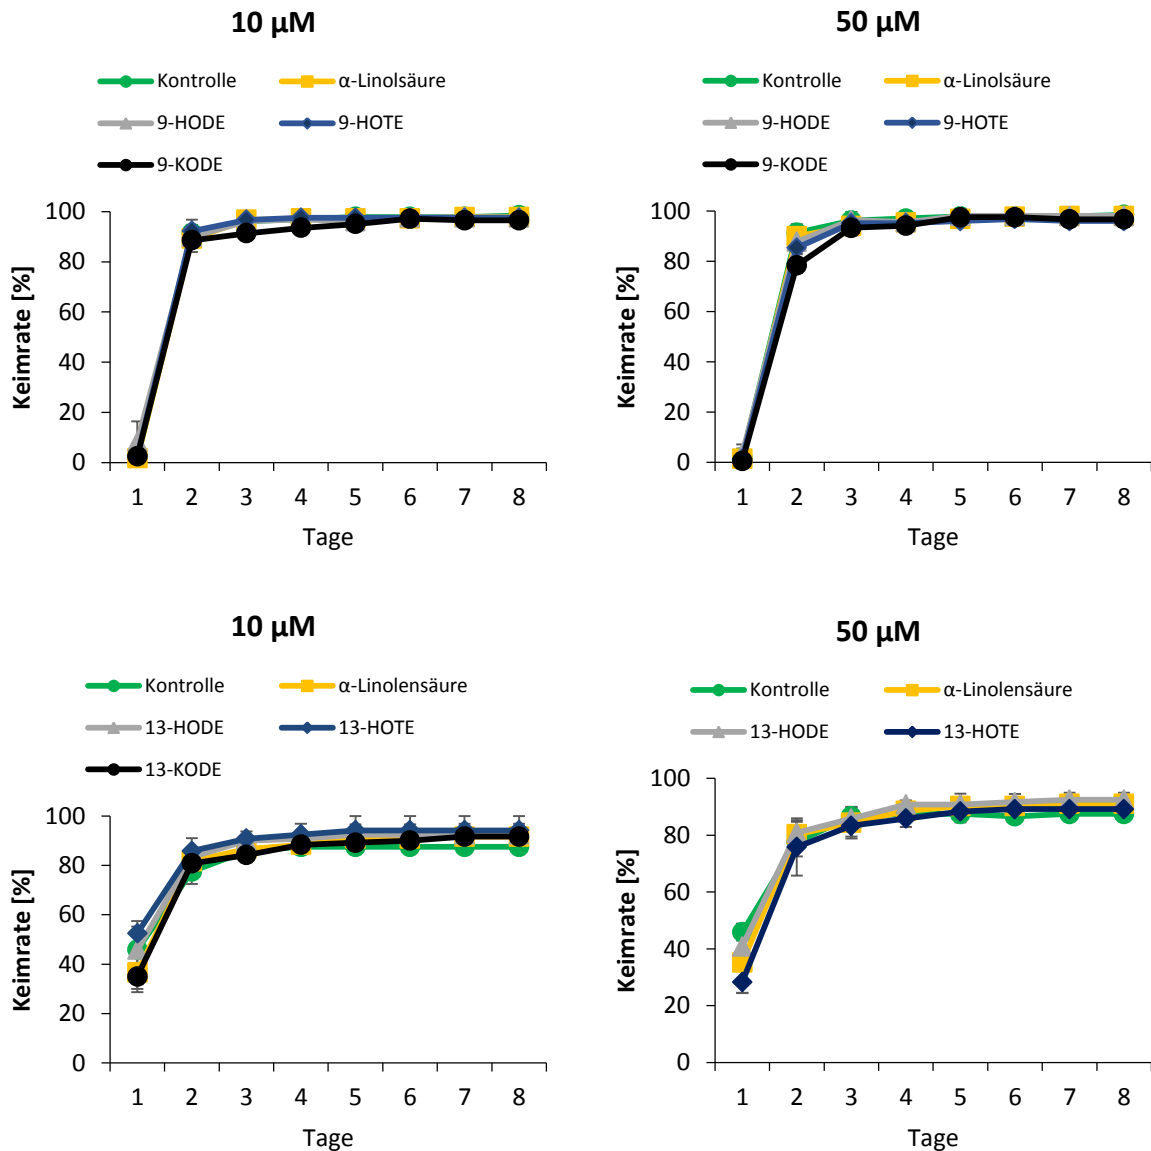 10 µM
Kontrolle
α-Linolsäure
9-HODE
9-HOTE
9-KODE
Keimrate [%]
100
80
60
40
20
0
1 2 3 4 5 6 7 8
Tage
50 µM
Kontrolle
α-Linolsäure
9-HODE
9-HOTE
9-KODE
Keimrate [%]
100
80
60
40
20
0
1 2 3 4 5 6 7 8
Tage
10 µM
Kontrolle
α-Linolensäure
13-HODE
13-HOTE
13-KODE
Keimrate [%]
100
80
60
40
20
0
1 2 3 4 5 6 7 8
Tage
50 µM
Kontrolle
α-Linolensäure
13-HODE
13-HOTE
Keimrate [%]
100
80
60
40
20
0
1 2 3 4 5 6 7 8
Tage